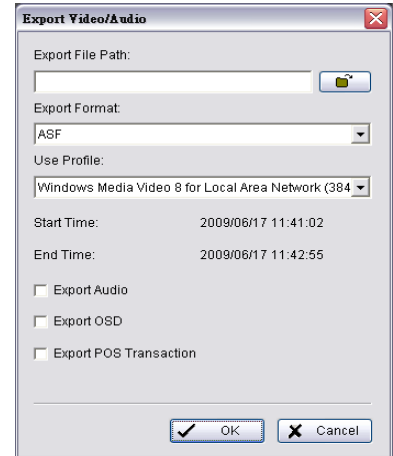 Export Video/Audio
Export File Path:
Export Format:
ASF
Use Profile:
Windows Media Video 8 for Local Area Network (384
Start Time: 2009/06/17 11:41:02
End Time: 2009/06/17 11:42:55
Export Audio
Export OSD
Export POS Transaction
OK Cancel